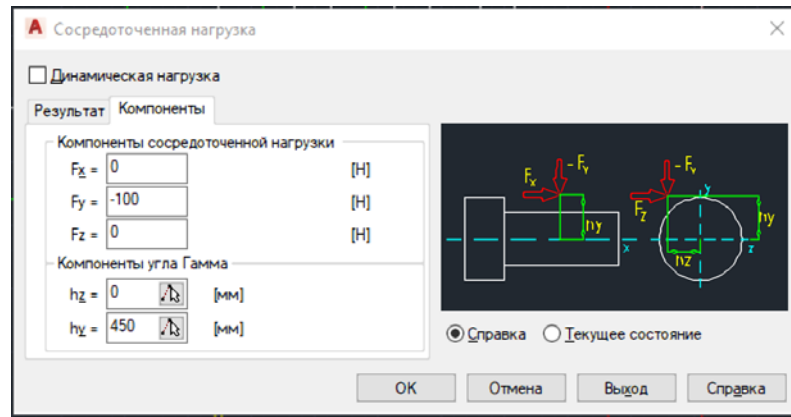 A Сосредоточенная нагрузка
Динамическая нагрузка
Результат Компоненты
Компоненты сосредоточенной нагрузки
Fx = 0 [Н]
Fy = -100 [Н]
Fz = 0 [Н]
Компоненты угла Гамма
hz = 0 [мм]
hy = 450 [мм]
Fx - Fy hy x
Fz - Fy y hy hz z
Справка Текущее состояние
ОК Отмена Выход Справка